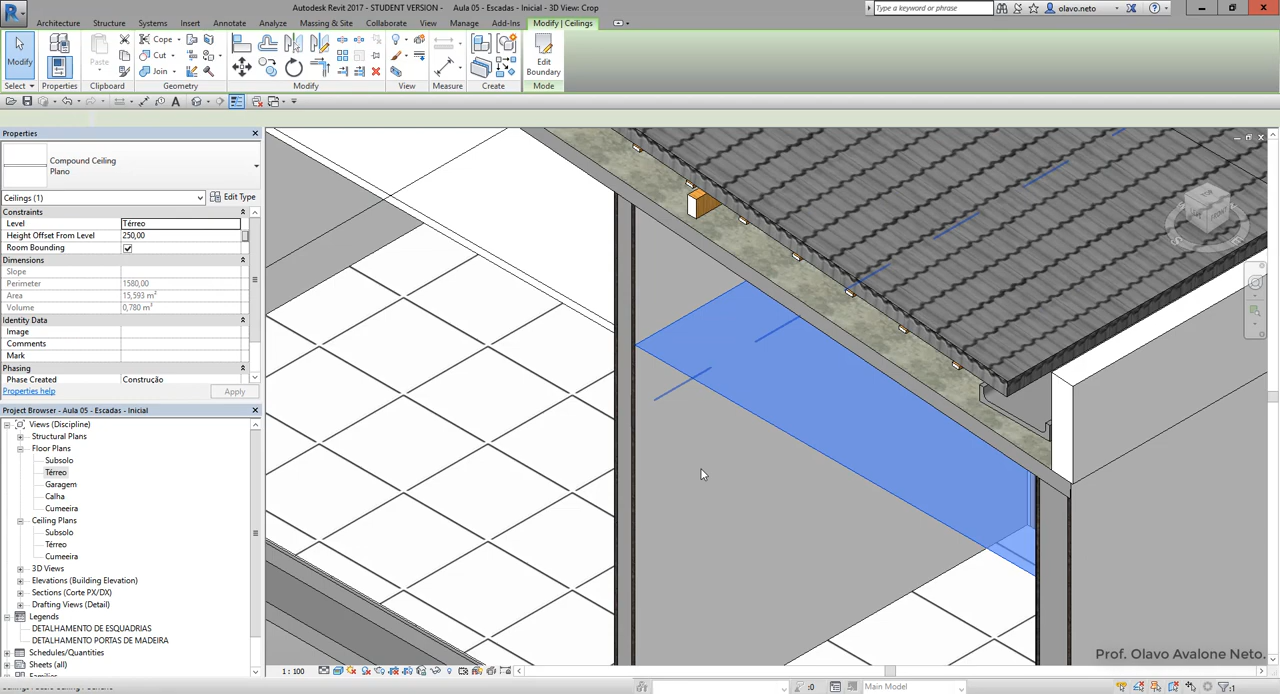 Autodesk Revit 2017 - STUDENT VERSION - Aula 05 - Escadas - Inicial - 3D View: Crop
Type a keyword or phrase
olavo.neto
Architecture Structure Systems Insert Annotate Analyze Massing & Site Collaborate View Manage Add-Ins Modify | Ceilings
Modify
Paste
Cope
Cut
Join
Edit
Boundary
Select Properties Clipboard Geometry Modify View Measure Create Mode
Properties
Compound Ceiling
Plano
Ceilings (1) Edit Type
Constraints
Level Térreo
Height Offset From Level 250,00
Room Bounding
Dimensions
Slope
Perimeter 1580,00
Area 15,593 m²
Volume 0,780 m³
Identity Data
Image
Comments
Mark
Phasing
Phase Created Construção
Properties help Apply
Project Browser - Aula 05 - Escadas - Inicial
Views (Discipline)
Structural Plans
Floor Plans
Subsolo
Térreo
Garagem
Calha
Cumeeira
Ceiling Plans
Subsolo
Térreo
Cumeeira
3D Views
Elevations (Building Elevation)
Sections (Corte PX/DX)
Drafting Views (Detail)
Legends
DETALHAMENTO DE ESQUADRIAS
DETALHAMENTO PORTAS DE MADEIRA
Schedules/Quantities
Sheets (all)
TOP
FRONT
Prof. Olavo Avalone Neto.
1 : 100
:0
Main Model
:1